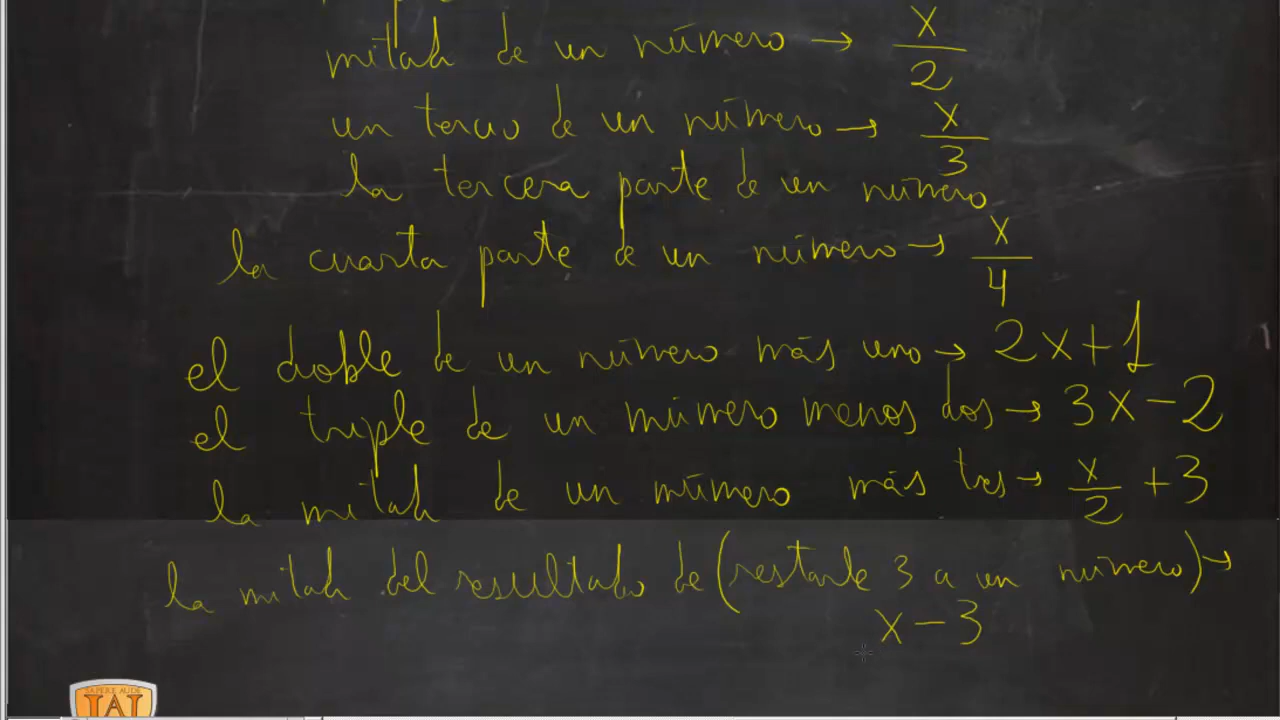 mitad de un número → x/2
un tercio de un número → x/3
la tercera parte de un número
la cuarta parte de un número → x/4
el doble de un número más uno → 2x+1
el triple de un número menos dos → 3x-2
la mitad de un número más tres → x/2 +3
la mitad del resultado de (restarle 3 a un número) →
x-3
SAPERE AUDE